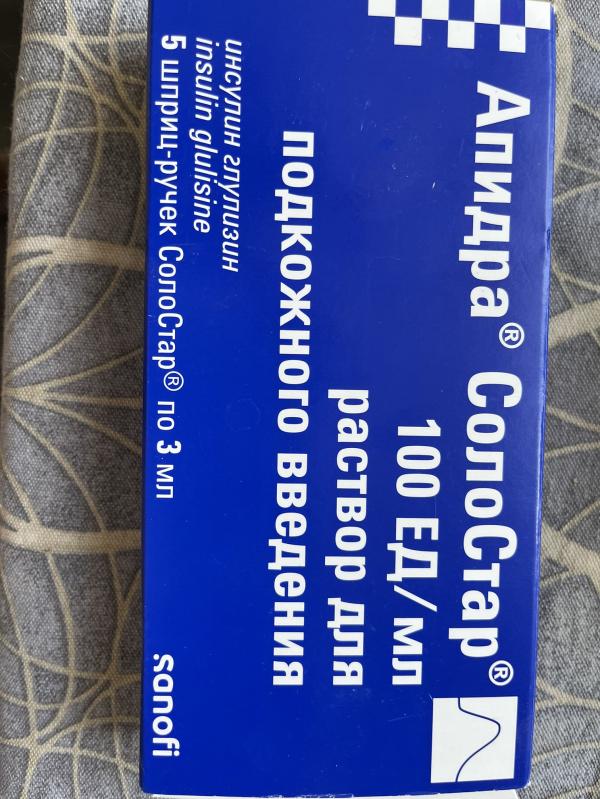 Апидра® СолоСтар®
100 ЕД/мл
раствор для
подкожного введения
инсулин глулизин
insulin glulisine
5 шприц-ручек СолоСтар® по 3 мл
sanofi